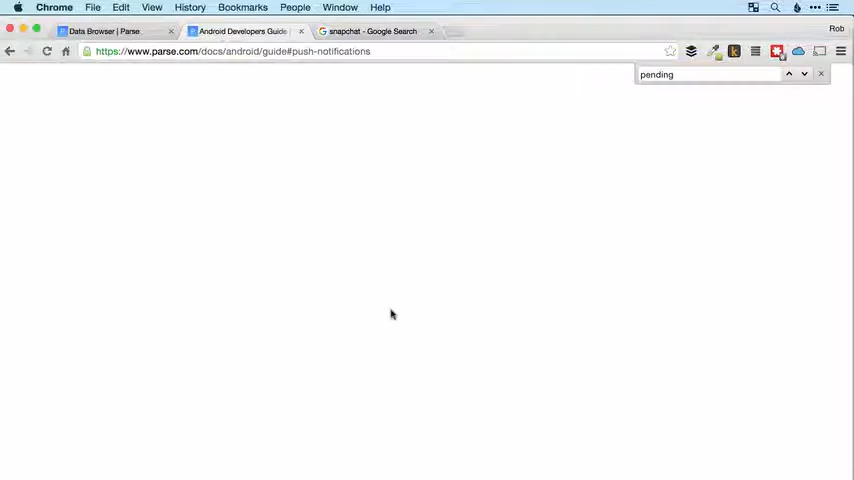 Chrome File Edit View History Bookmarks People Window Help
Data Browser | Parse
Android Developers Guide |
snapchat - Google Search
Rob
https://www.parse.com/docs/android/guide#push-notifications
pending